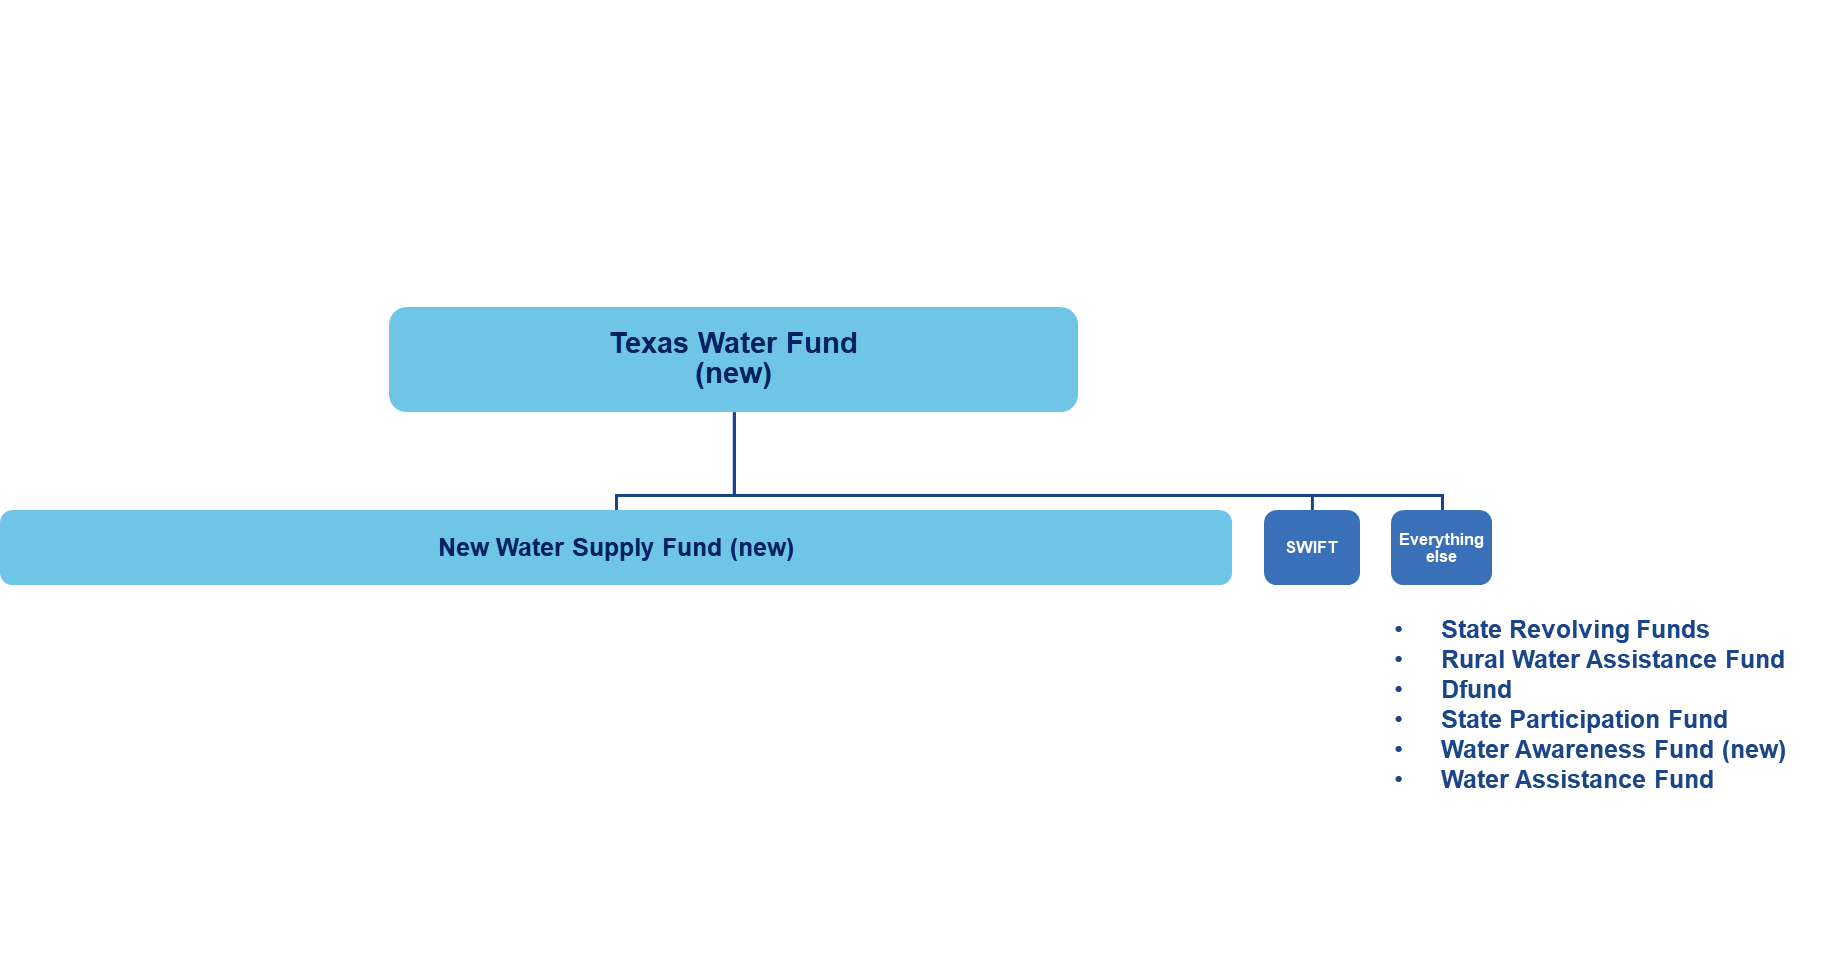 Texas Water Fund
(new)
New Water Supply Fund (new)
SWIFT
Everything
else
• State Revolving Funds
• Rural Water Assistance Fund
• Dfund
• State Participation Fund
• Water Awareness Fund (new)
• Water Assistance Fund